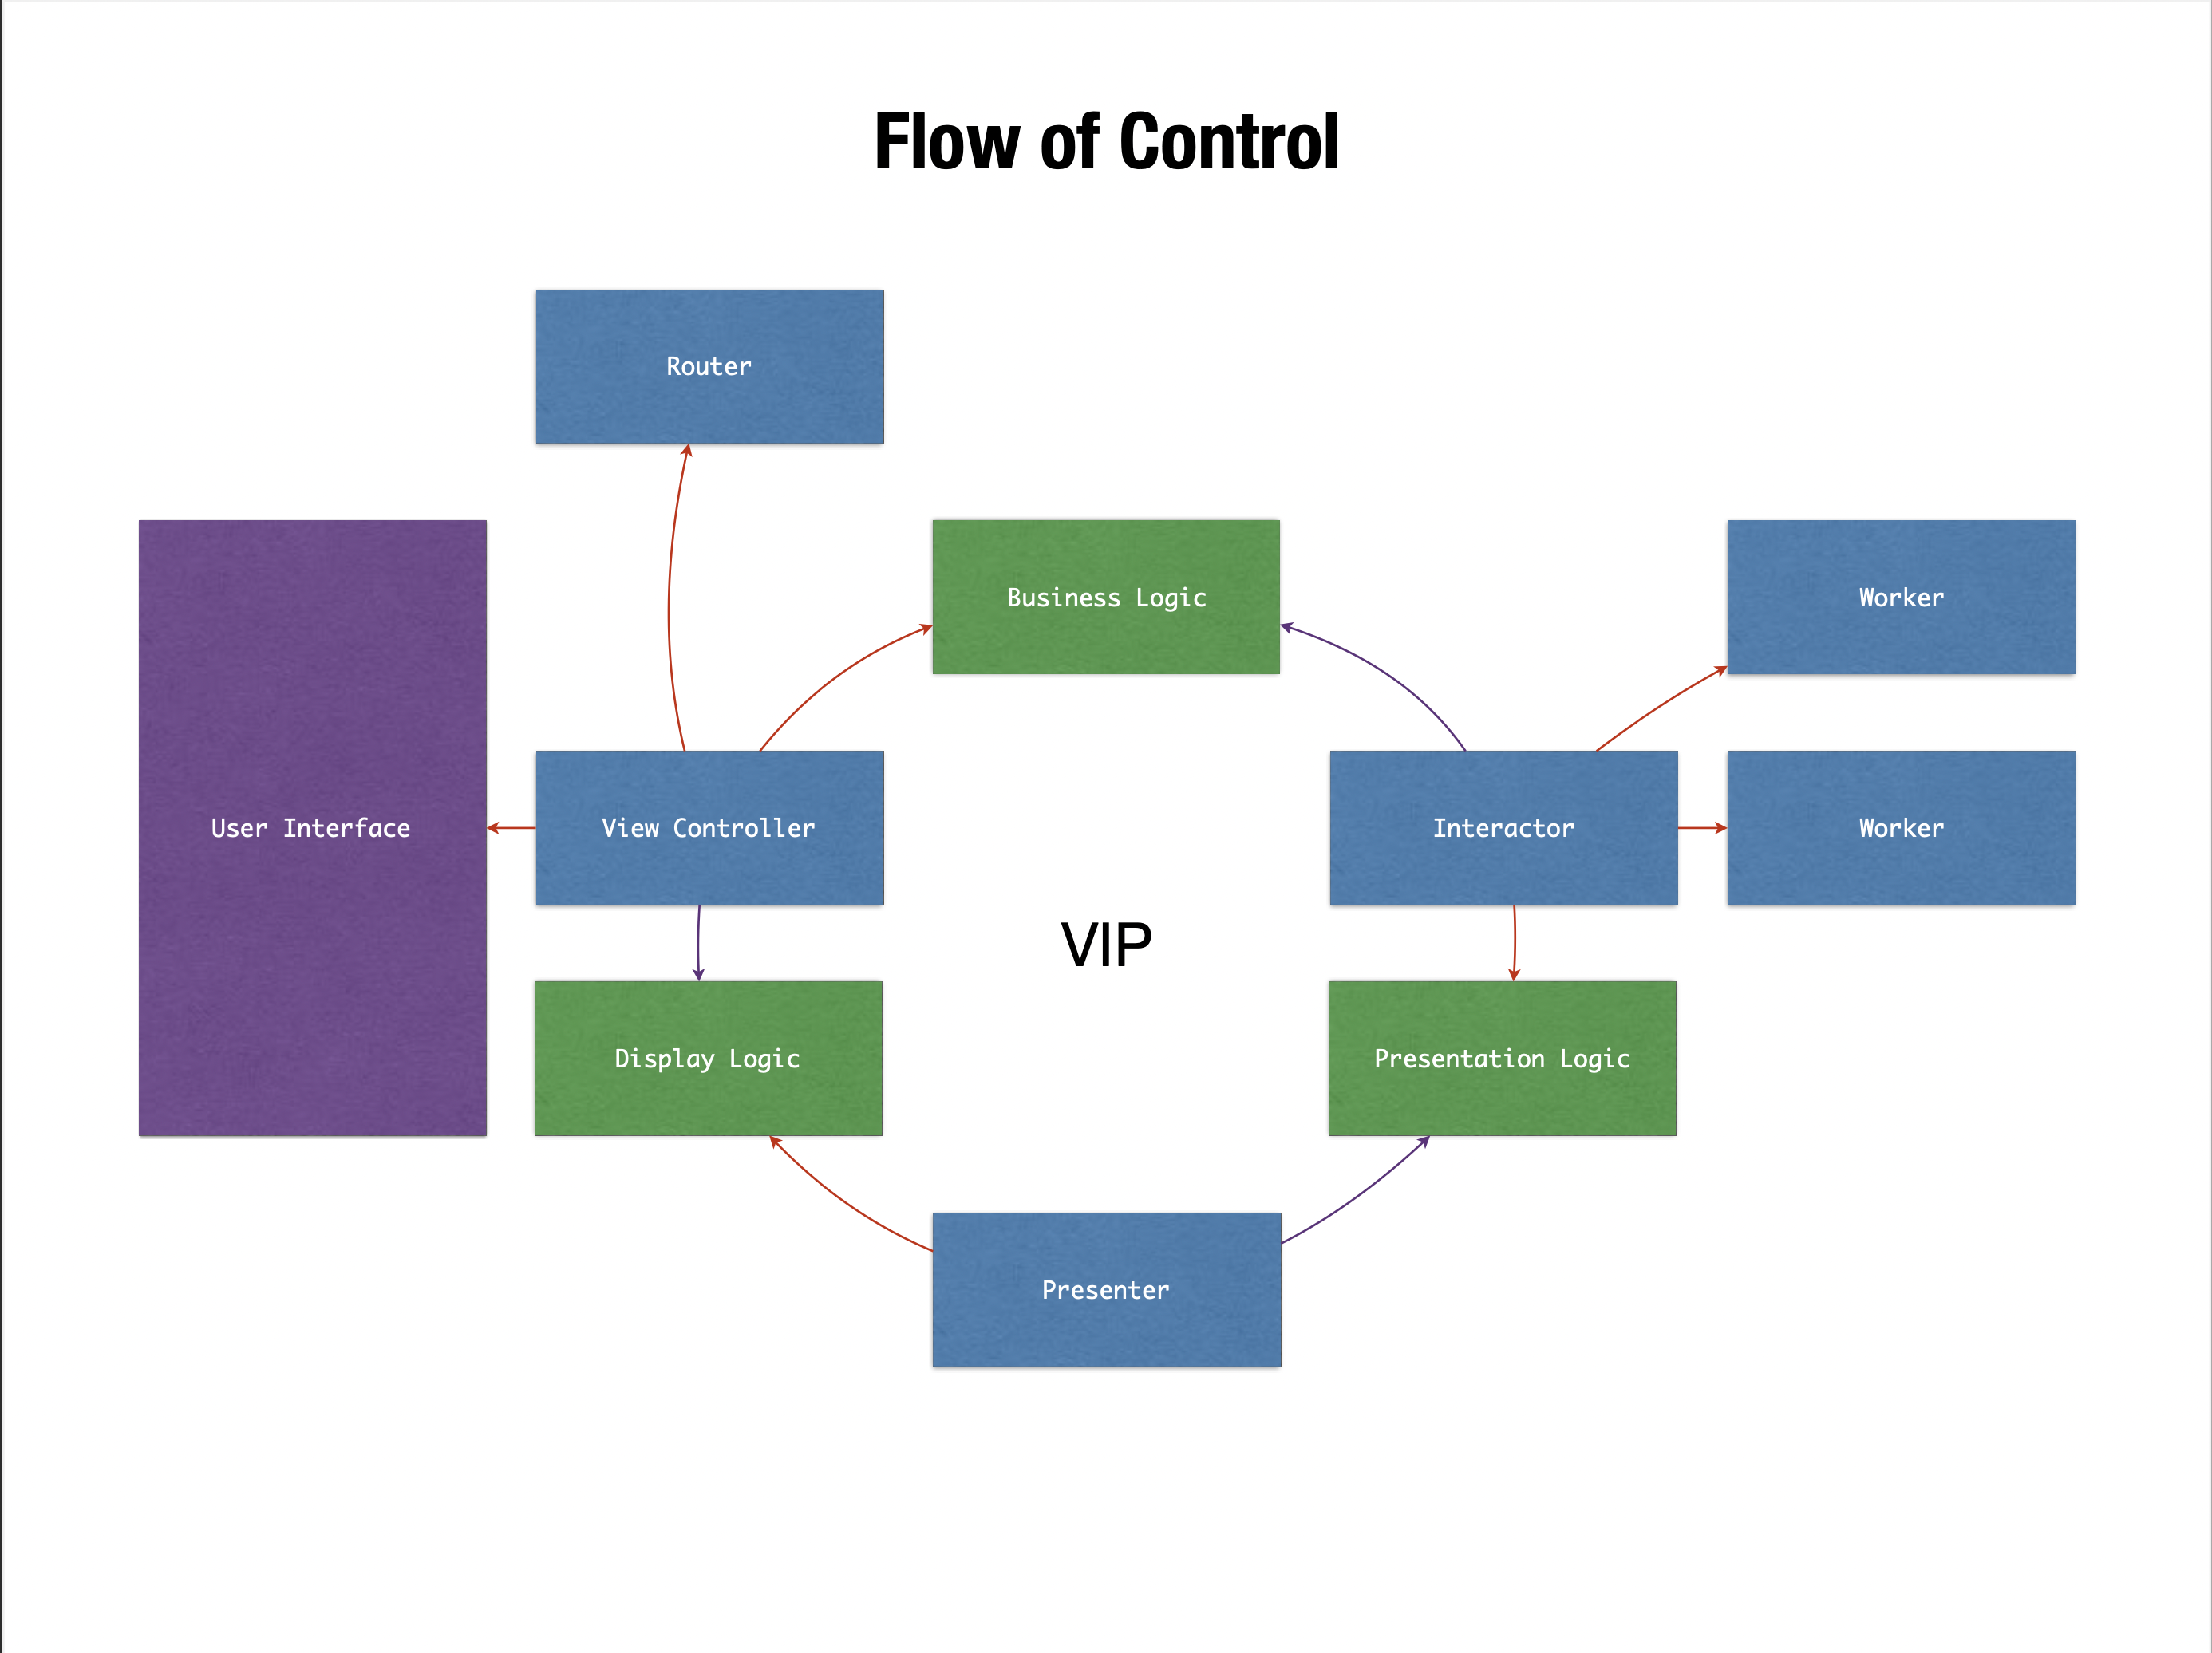 Flow of Control
Router
Business Logic
Worker
User Interface
View Controller
Interactor
Worker
VIP
Display Logic
Presentation Logic
Presenter